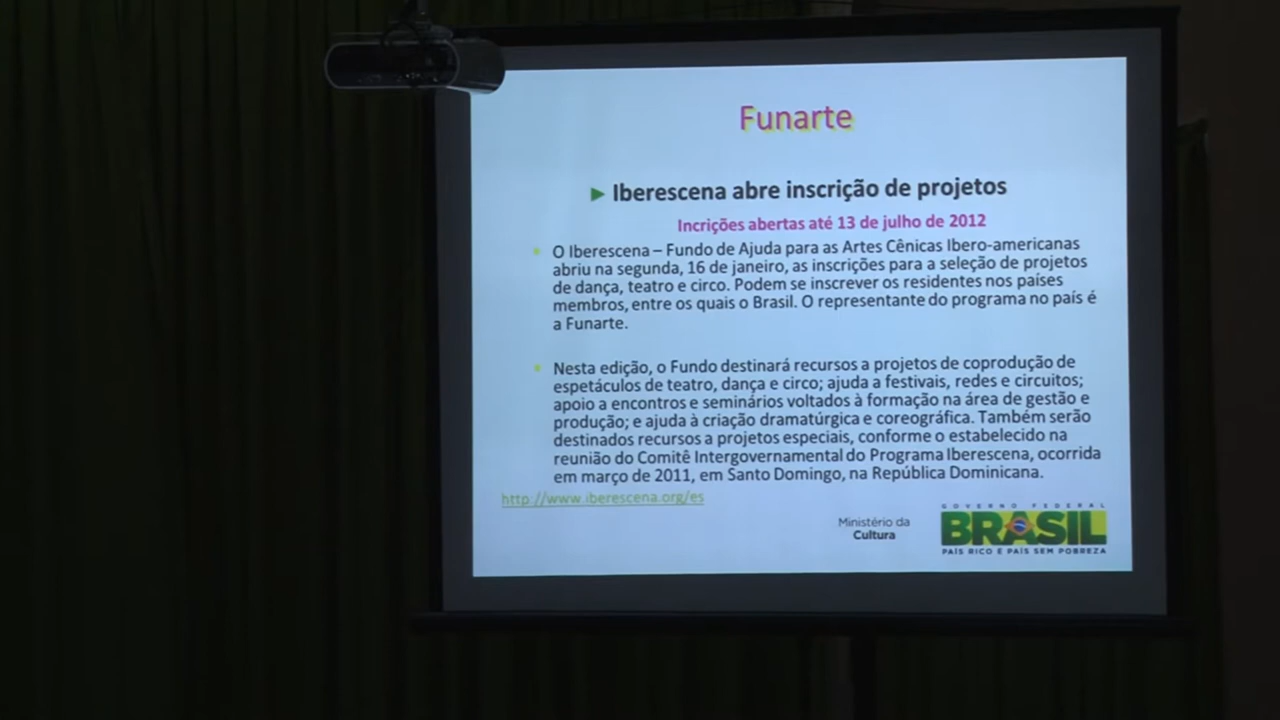 Funarte
► Iberescena abre inscrição de projetos
Incrições abertas até 13 de julho de 2012
• O Iberescena – Fundo de Ajuda para as Artes Cênicas Ibero-americanas
abriu na segunda, 16 de janeiro, as inscrições para a seleção de projetos
de dança, teatro e circo. Podem se inscrever os residentes nos países
membros, entre os quais o Brasil. O representante do programa no país é
a Funarte.
• Nesta edição, o Fundo destinará recursos a projetos de coprodução de
espetáculos de teatro, dança e circo; ajuda a festivais, redes e circuitos;
apoio a encontros e seminários voltados à formação na área de gestão e
produção; e ajuda à criação dramatúrgica e coreográfica. Também serão
destinados recursos a projetos especiais, conforme o estabelecido na
reunião do Comitê Intergovernamental do Programa Iberescena, ocorrida
em março de 2011, em Santo Domingo, na República Dominicana.
http://www.iberescena.org/es
Ministério da
Cultura
GOVERNO FEDERAL
BRASIL
PAÍS RICO É PAÍS SEM POBREZA